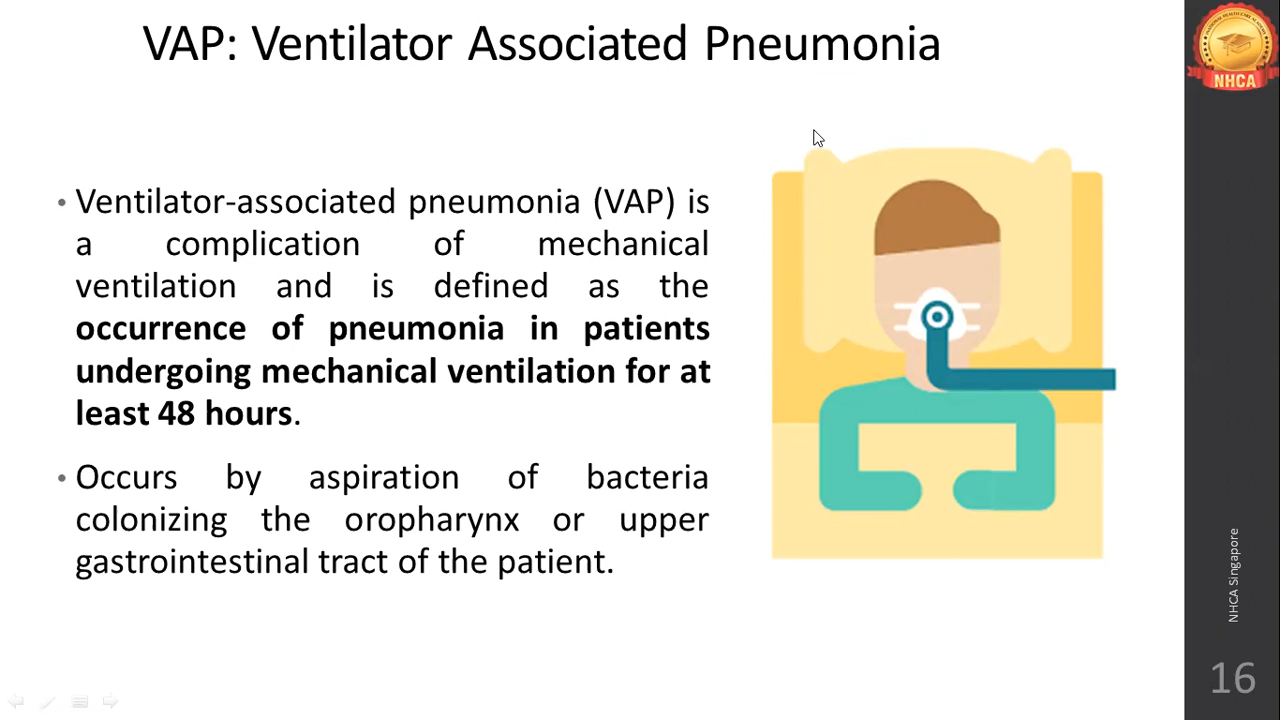 VAP: Ventilator Associated Pneumonia
NHCA
• Ventilator-associated pneumonia (VAP) is
a complication of mechanical
ventilation and is defined as the
occurrence of pneumonia in patients
undergoing mechanical ventilation for at
least 48 hours.
• Occurs by aspiration of bacteria
colonizing the oropharynx or upper
gastrointestinal tract of the patient.
NHCA Singapore
16